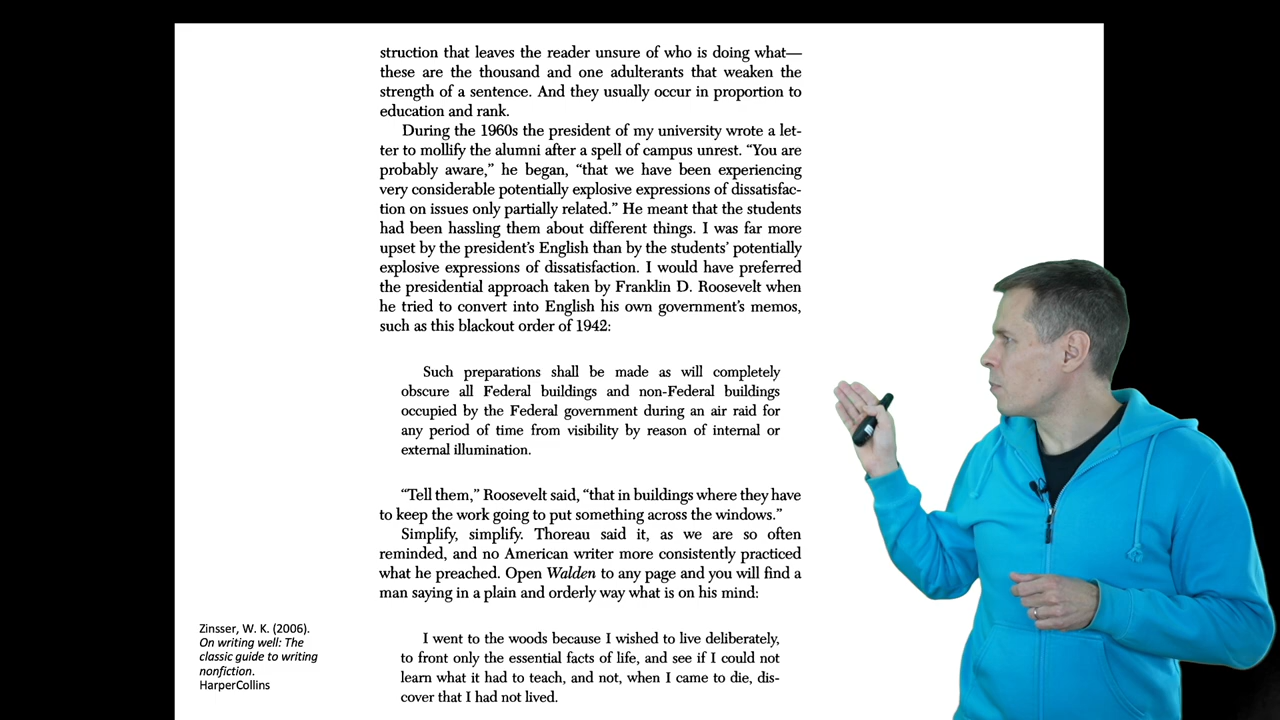 struction that leaves the reader unsure of who is doing what—
these are the thousand and one adulterants that weaken the
strength of a sentence. And they usually occur in proportion to
education and rank.
During the 1960s the president of my university wrote a let-
ter to mollify the alumni after a spell of campus unrest. “You are
probably aware,” he began, “that we have been experiencing
very considerable potentially explosive expressions of dissatisfac-
tion on issues only partially related.” He meant that the students
had been hassling them about different things. I was far more
upset by the president’s English than by the students’ potentially
explosive expressions of dissatisfaction. I would have preferred
the presidential approach taken by Franklin D. Roosevelt when
he tried to convert into English his own government’s memos,
such as this blackout order of 1942:
Such preparations shall be made as will completely
obscure all Federal buildings and non-Federal buildings
occupied by the Federal government during an air raid for
any period of time from visibility by reason of internal or
external illumination.
“Tell them,” Roosevelt said, “that in buildings where they have
to keep the work going to put something across the windows.”
Simplify, simplify. Thoreau said it, as we are so often
reminded, and no American writer more consistently practiced
what he preached. Open Walden to any page and you will find a
man saying in a plain and orderly way what is on his mind:
I went to the woods because I wished to live deliberately,
to front only the essential facts of life, and see if I could not
learn what it had to teach, and not, when I came to die, dis-
cover that I had not lived.
Zinsser, W. K. (2006).
On writing well: The
classic guide to writing
nonfiction.
HarperCollins